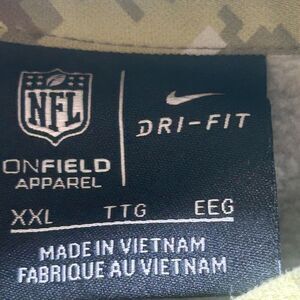 NFL
DRI-FIT
ONFIELD
APPAREL
XXL TTG EEG
MADE IN VIETNAM
FABRIQUE AU VIETNAM